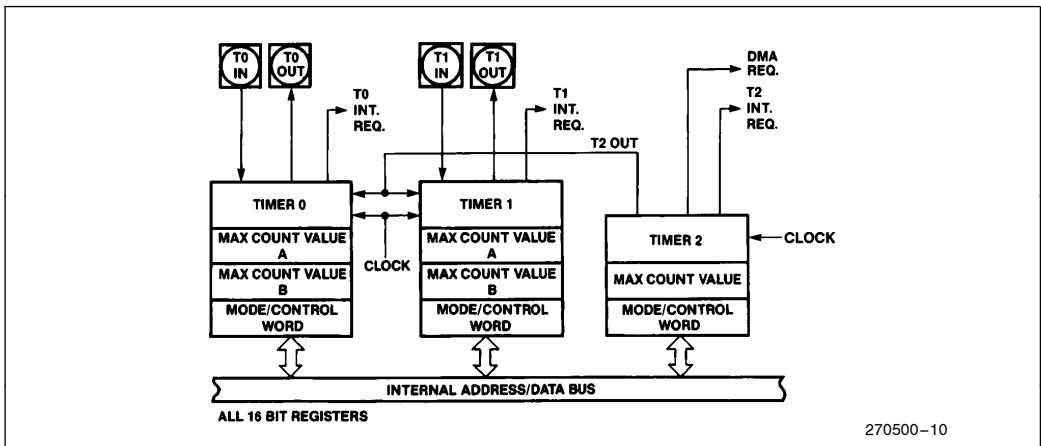 T0
IN
T0
OUT
T1
IN
T1
OUT
T0
INT.
REQ.
T1
INT.
REQ.
DMA
REQ.
T2
INT.
REQ.
T2 OUT
TIMER 0
MAX COUNT VALUE
A
MAX COUNT VALUE
B
MODE/CONTROL
WORD
CLOCK
TIMER 1
MAX COUNT VALUE
A
MAX COUNT VALUE
B
MODE/CONTROL
WORD
TIMER 2
MAX COUNT VALUE
MODE/CONTROL
WORD
CLOCK
INTERNAL ADDRESS/DATA BUS
ALL 16 BIT REGISTERS
270500–10